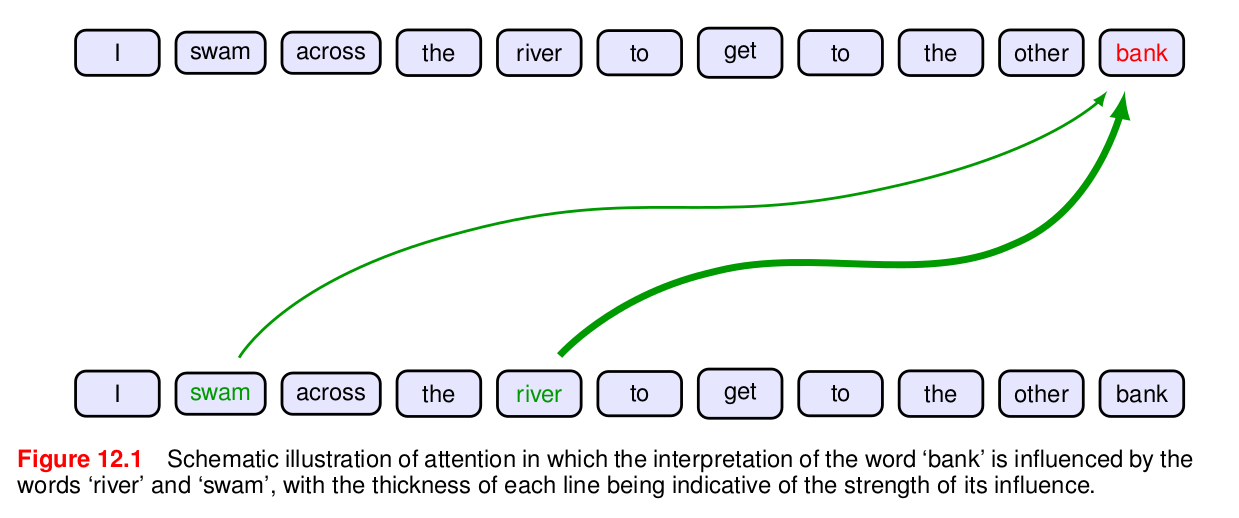 I swam across the river to get to the other bank
I swam across the river to get to the other bank
Figure 12.1 Schematic illustration of attention in which the interpretation of the word ‘bank’ is influenced by the
words ‘river’ and ‘swam’, with the thickness of each line being indicative of the strength of its influence.